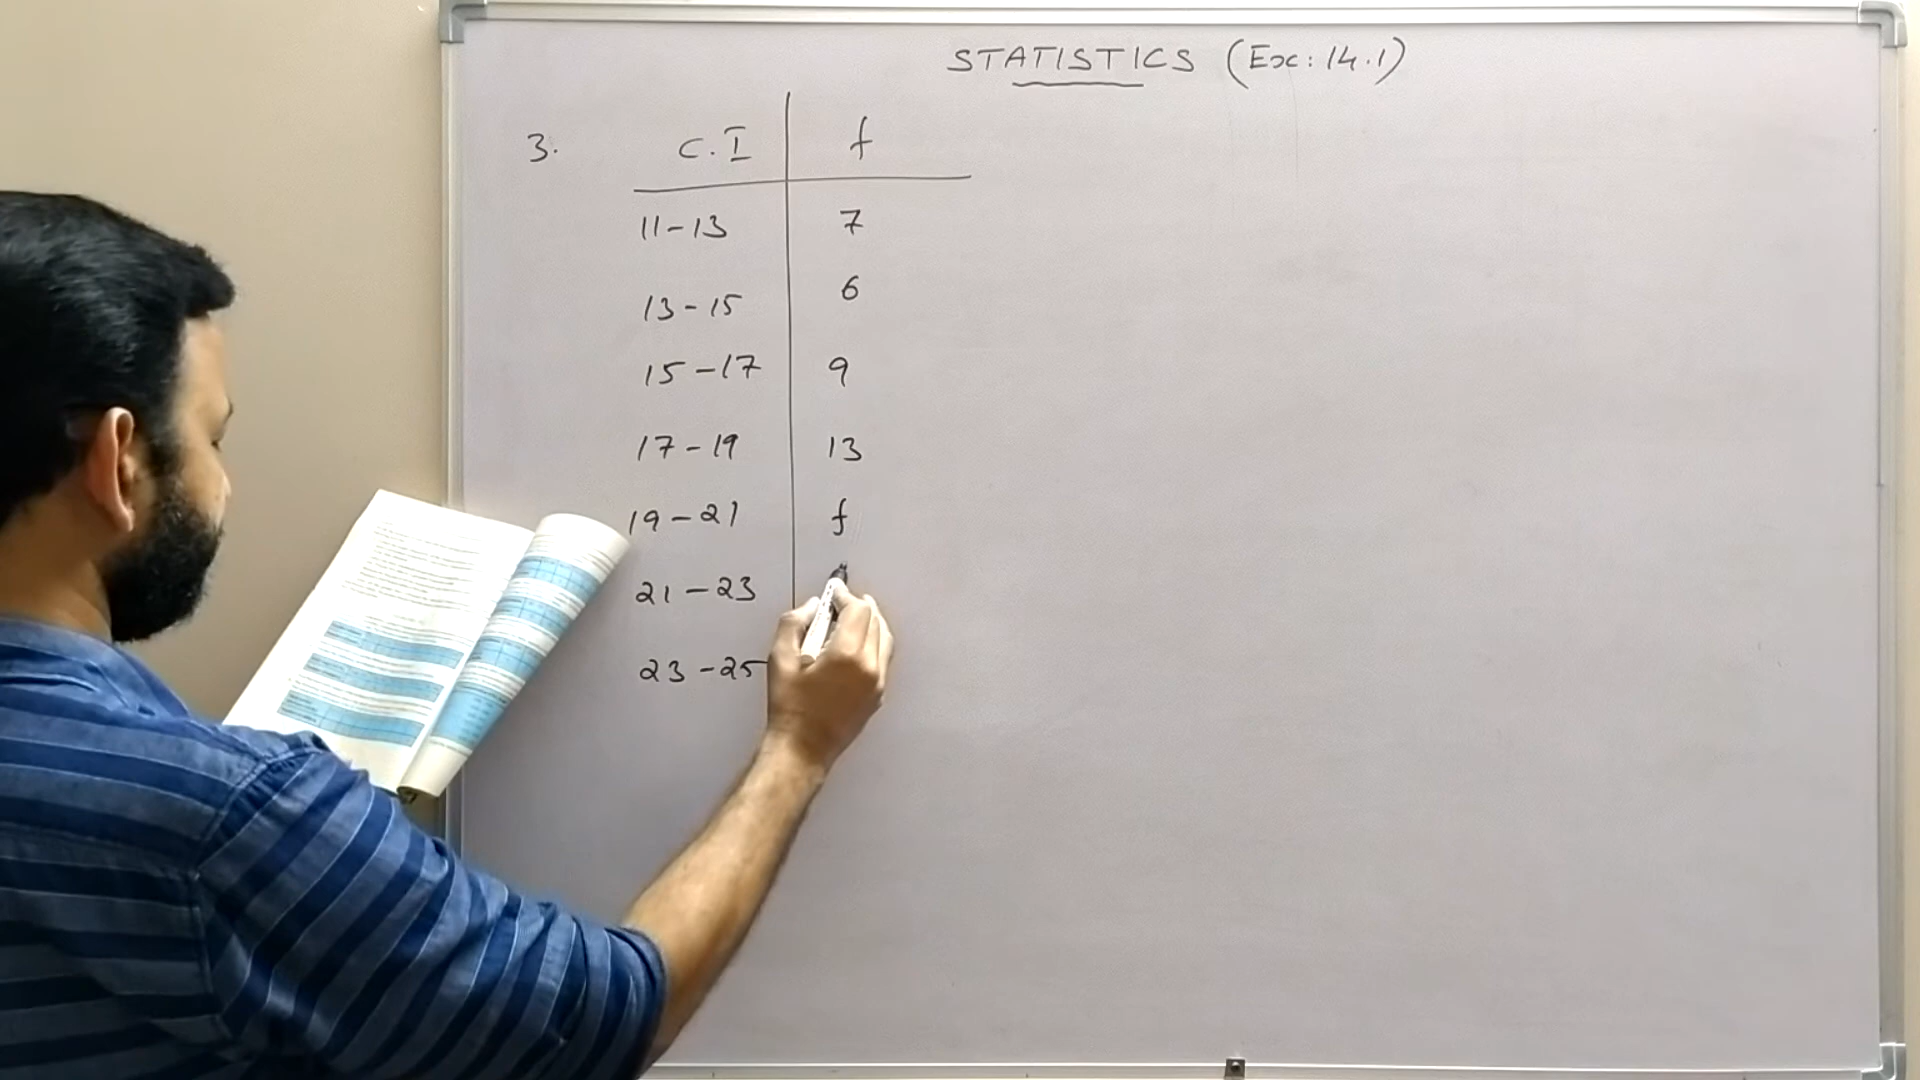 STATISTICS (Exc: 14.1)
3. C.I f
11-13 7
13-15 6
15-17 9
17-19 13
19-21 f
21-23
23-25